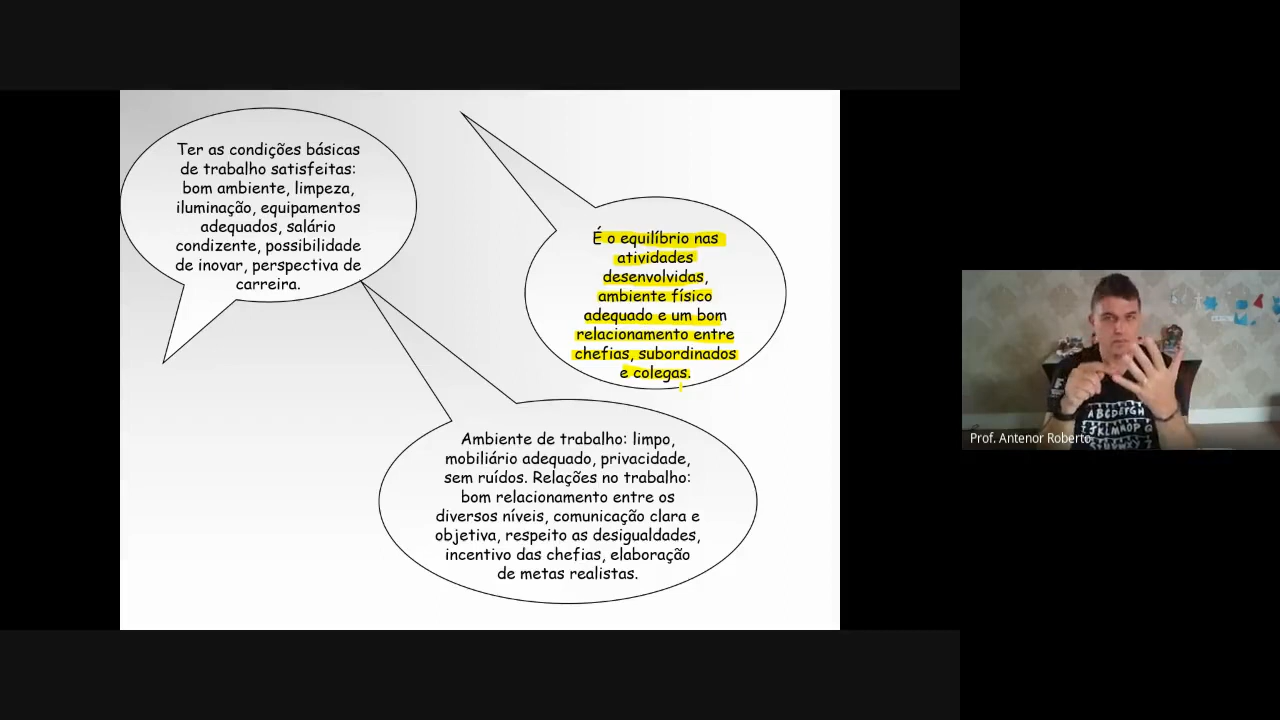 Ter as condições básicas
de trabalho satisfeitas:
bom ambiente, limpeza,
iluminação, equipamentos
adequados, salário
condizente, possibilidade
de inovar, perspectiva de
carreira.
É o equilíbrio nas
atividades
desenvolvidas,
ambiente físico
adequado e um bom
relacionamento entre
chefias, subordinados
e colegas.
Ambiente de trabalho: limpo,
mobiliário adequado, privacidade,
sem ruídos. Relações no trabalho:
bom relacionamento entre os
diversos níveis, comunicação clara e
objetiva, respeito as desigualdades,
incentivo das chefias, elaboração
de metas realistas.
ABCDEFGH
Prof. Antenor Roberto